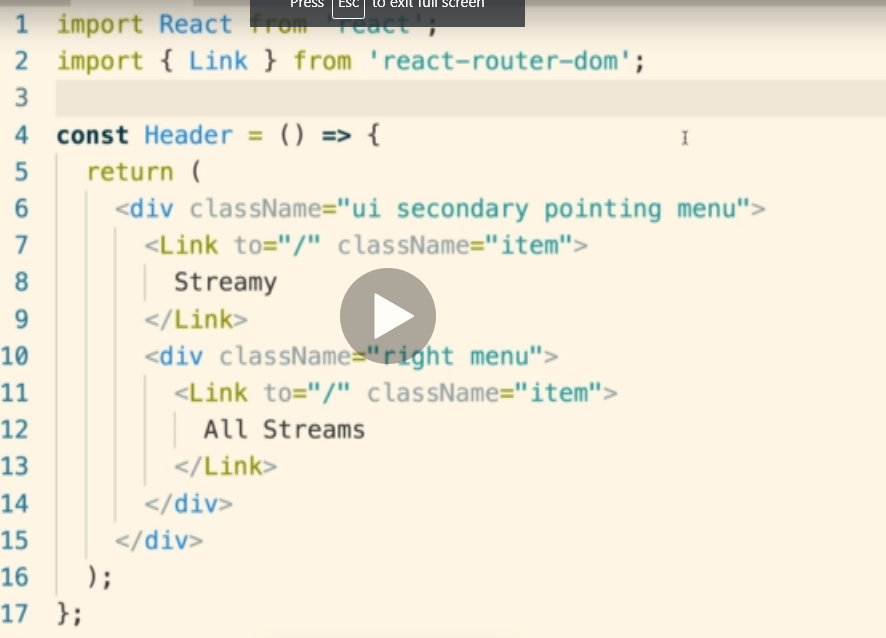 Press Esc to exit full screen
1 import React from 'react';
2 import { Link } from 'react-router-dom';
3
4 const Header = () => {
5   return (
6     <div className="ui secondary pointing menu">
7       <Link to="/" className="item">
8         Streamy
9       </Link>
10       <div className="right menu">
11         <Link to="/" className="item">
12           All Streams
13         </Link>
14       </div>
15     </div>
16   );
17 };